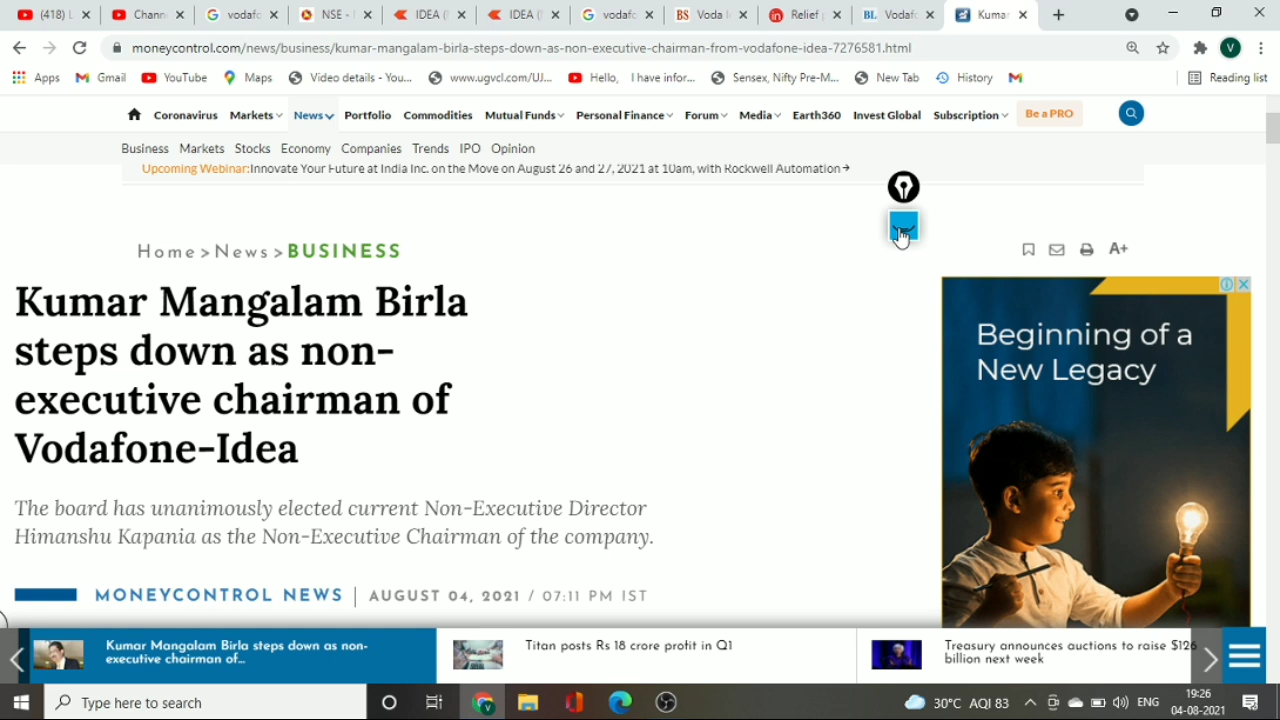 (418) L
Chann
vodafo
NSE -
IDEA (
IDEA (
vodafo
BS Voda I
in Relief p
BL Vodaf
Kuma
moneycontrol.com/news/business/kumar-mangalam-birla-steps-down-as-non-executive-chairman-from-vodafone-idea-7276581.html
V
Apps Gmail YouTube Maps Video details - You... www.ugvcl.com/UJ... Hello, I have infor... Sensex, Nifty Pre-M... New Tab History Reading list
Coronavirus Markets News Portfolio Commodities Mutual Funds Personal Finance Forum Media Earth360 Invest Global Subscription Be a PRO
Business Markets Stocks Economy Companies Trends IPO Opinion
Upcoming Webinar:Innovate Your Future at India Inc. on the Move on August 26 and 27, 2021 at 10am, with Rockwell Automation
Home > News > BUSINESS
A+
Kumar Mangalam Birla
steps down as non-
executive chairman of
Vodafone-Idea
Beginning of a
New Legacy
The board has unanimously elected current Non-Executive Director
Himanshu Kapania as the Non-Executive Chairman of the company.
MONEYCONTROL NEWS | AUGUST 04, 2021 / 07:11 PM IST
Kumar Mangalam Birla steps down as non-
executive chairman of...
Titan posts Rs 18 crore profit in Q1
Treasury announces auctions to raise $126
billion next week
Type here to search
30°C AQI 83
ENG
19:26
04-08-2021